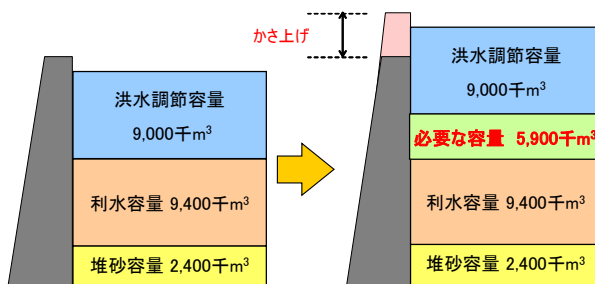 かさ上げ
洪水調節容量
9,000千m³
利水容量 9,400千m³
堆砂容量 2,400千m³
洪水調節容量
9,000千m³
必要な容量 5,900千m³
利水容量 9,400千m³
堆砂容量 2,400千m³